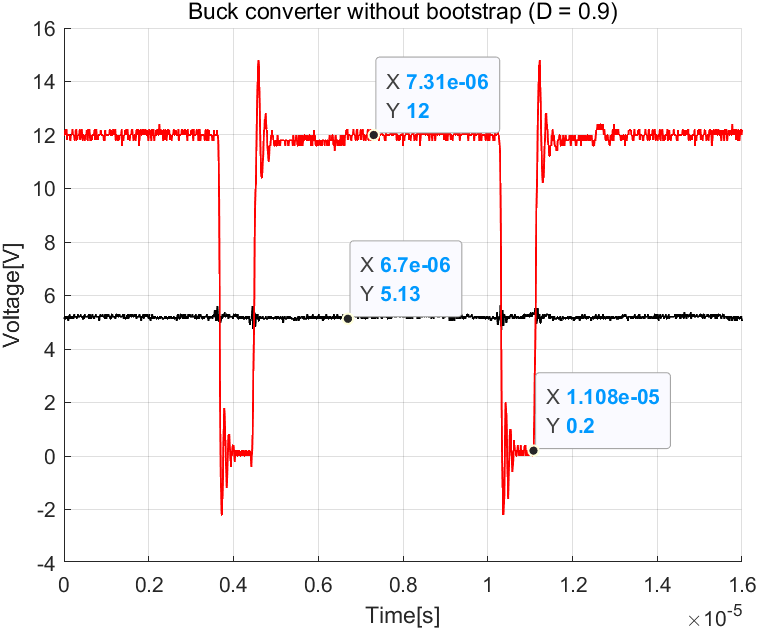 Buck converter without bootstrap (D = 0.9)
16
14
12
10
8
6
4
2
0
-2
-4
Voltage[V]
X 7.31e-06
Y 12
X 6.7e-06
Y 5.13
X 1.108e-05
Y 0.2
0 0.2 0.4 0.6 0.8 1 1.2 1.4 1.6
Time[s]
×10-5